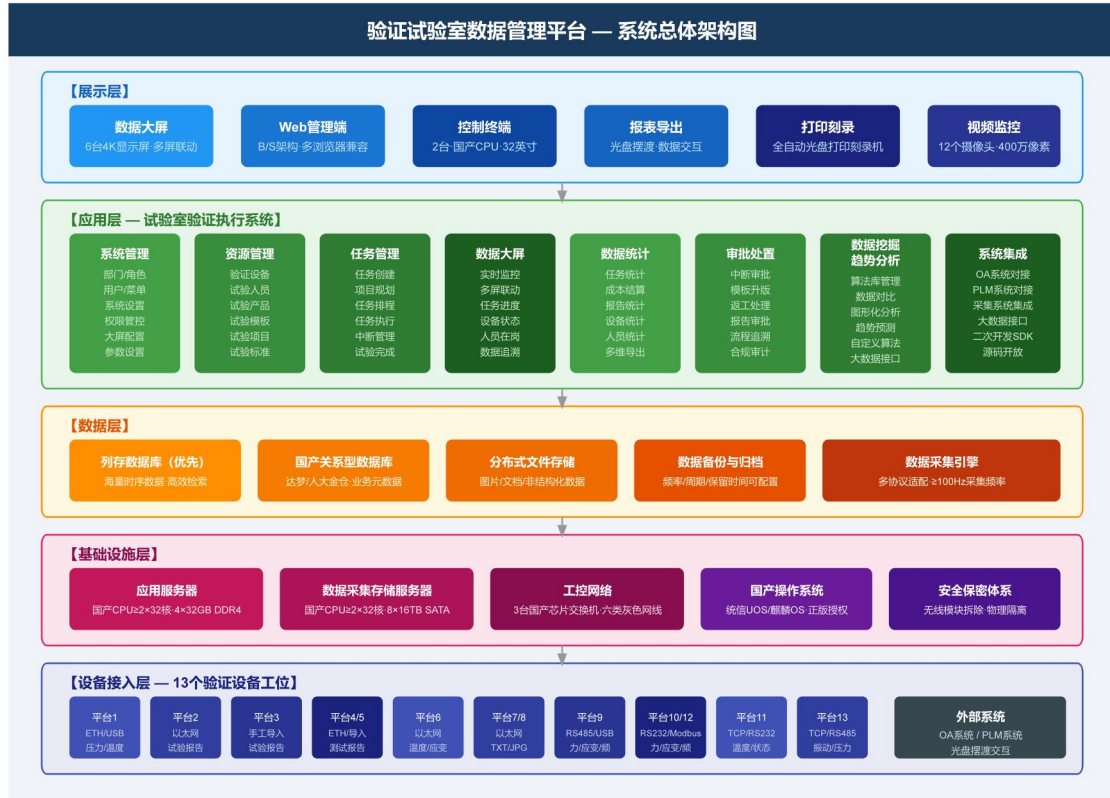 验证试验室数据管理平台 — 系统总体架构图
【展示层】
数据大屏
6台4K显示屏·多屏联动
Web管理端
B/S架构·多浏览器兼容
控制终端
2台·国产CPU·32英寸
报表导出
光盘摆渡·数据交互
打印刻录
全自动光盘打印刻录机
视频监控
12个摄像头·400万像素
【应用层 — 试验室验证执行系统】
系统管理
部门/角色
用户/菜单
系统设置
权限管控
大屏配置
参数设置
资源管理
验证设备
试验人员
试验产品
试验模板
试验项目
试验标准
任务管理
任务创建
项目规划
任务排程
任务执行
中断管理
试验完成
数据大屏
实时监控
多屏联动
任务进度
设备状态
人员在岗
数据追溯
数据统计
任务统计
成本结算
报告统计
设备统计
人员统计
多维导出
审批处置
中断审批
模板升版
返工处理
报告审批
流程追溯
合规审计
数据挖掘
趋势分析
算法库管理
数据对比
图形化分析
趋势预测
自定义算法
大数据接口
系统集成
OA系统对接
PLM系统对接
采集系统集成
大数据接口
二次开发SDK
源码开放
【数据层】
列存数据库（优先）
海量时序数据·高效检索
国产关系型数据库
达梦/人大金仓·业务元数据
分布式文件存储
图片/文档/非结构化数据
数据备份与归档
频率/周期/保留时间可配置
数据采集引擎
多协议适配·≥100Hz采集频率
【基础设施层】
应用服务器
国产CPU≥2×32核·4×32GB DDR4
数据采集存储服务器
国产CPU≥2×32核·8×16TB SATA
工控网络
3台国产芯片交换机·六类灰色网线
国产操作系统
统信UOS/麒麟OS·正版授权
安全保密体系
无线模块拆除·物理隔离
【设备接入层 — 13个验证设备工位】
平台1
ETH/USB
压力/温度
平台2
以太网
试验报告
平台3
手工导入
试验报告
平台4/5
ETH/导入
测试报告
平台6
以太网
温度/应变
平台7/8
以太网
TXT/JPG
平台9
RS485/USB
力/应变/频
平台10/12
RS232/Modbus
力/应变/频
平台11
TCP/RS232
温度/状态
平台13
TCP/RS485
振动/压力
外部系统
OA系统 / PLM系统
光盘摆渡交互